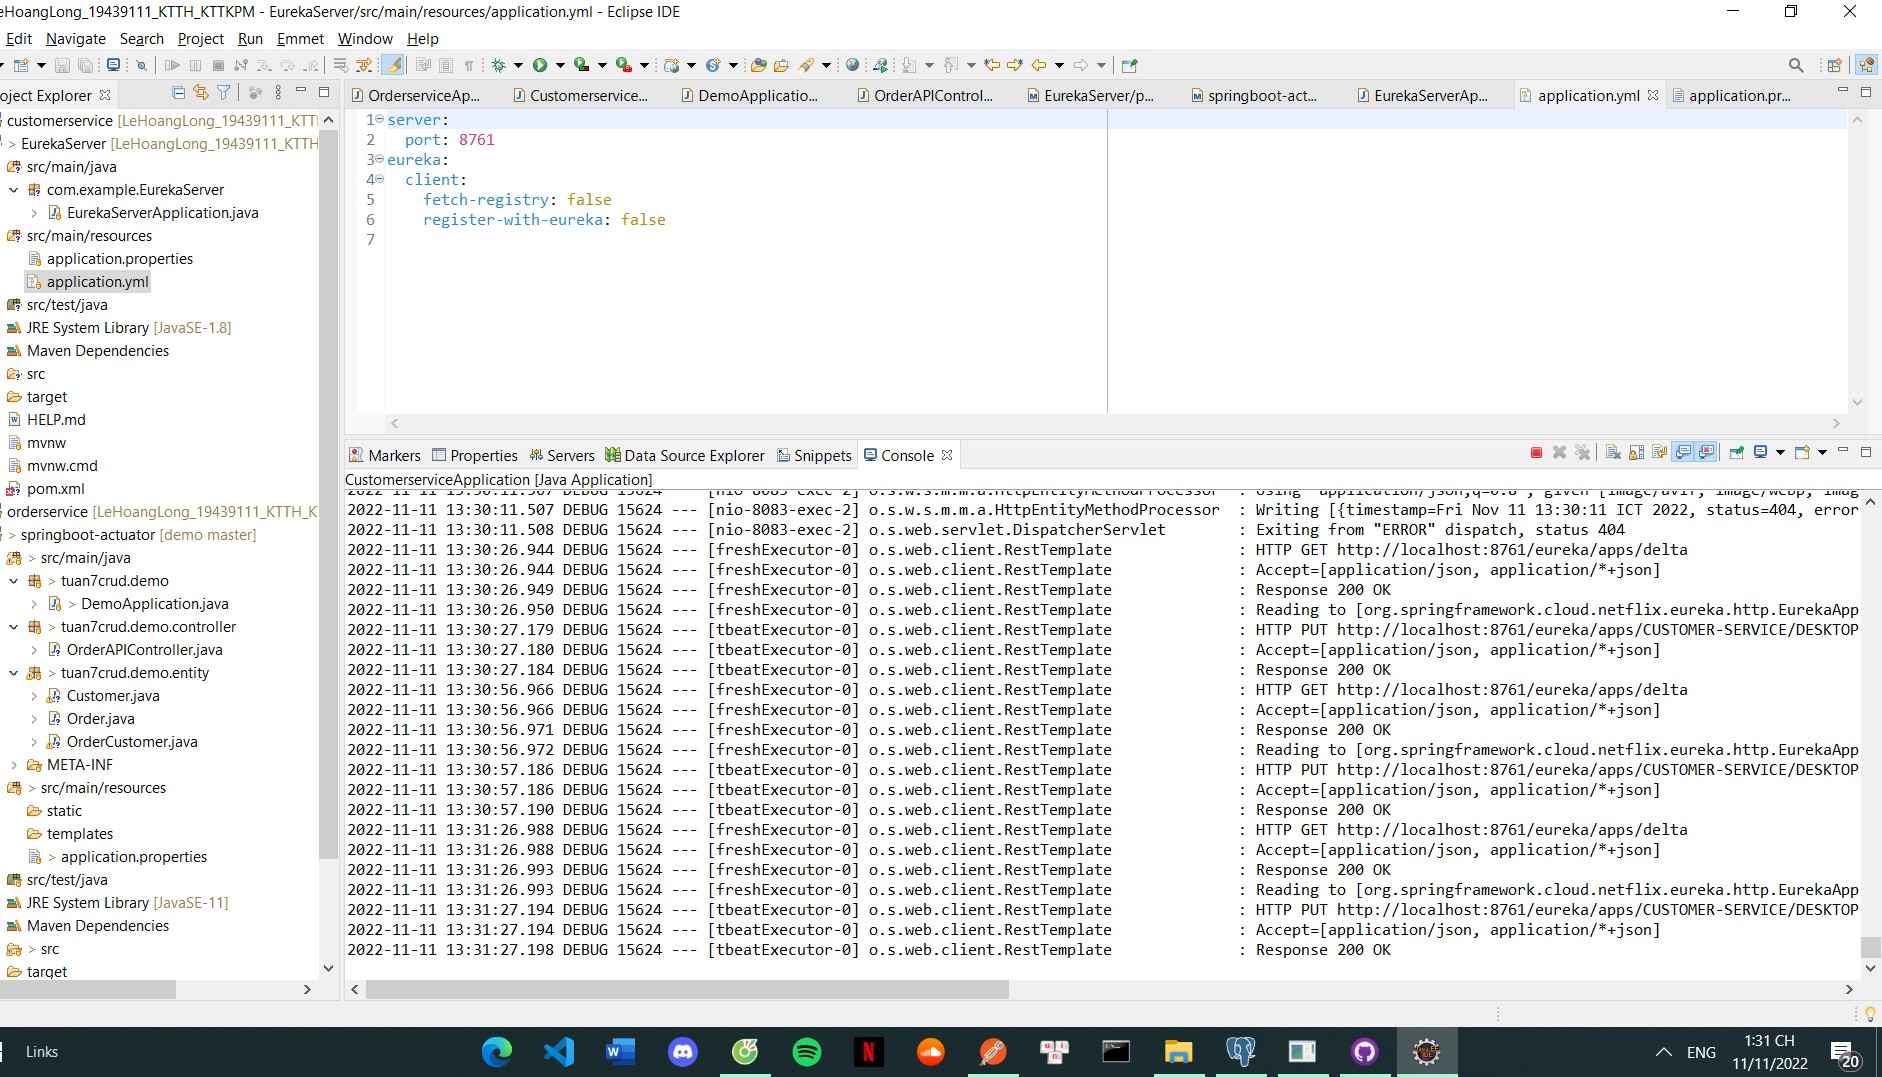 eHoangLong_19439111_KTTH_KTTKPM - EurekaServer/src/main/resources/application.yml - Eclipse IDE
Edit Navigate Search Project Run Emmet Window Help
oject Explorer
customerservice [LeHoangLong_19439111_KTTH
> EurekaServer [LeHoangLong_19439111_KTTH
src/main/java
com.example.EurekaServer
EurekaServerApplication.java
src/main/resources
application.properties
application.yml
src/test/java
JRE System Library [JavaSE-1.8]
Maven Dependencies
src
target
HELP.md
mvnw
mvnw.cmd
pom.xml
orderservice [LeHoangLong_19439111_KTTH_K
> springboot-actuator [demo master]
> src/main/java
> tuan7crud.demo
> DemoApplication.java
> tuan7crud.demo.controller
OrderAPIController.java
> tuan7crud.demo.entity
Customer.java
Order.java
OrderCustomer.java
META-INF
> src/main/resources
static
templates
> application.properties
src/test/java
JRE System Library [JavaSE-11]
Maven Dependencies
> src
target
OrderserviceAp... Customerservice... DemoApplicatio... OrderAPIControl... EurekaServer/p... springboot-act... EurekaServerAp... application.yml application.pr...
1 server:
2 port: 8761
3 eureka:
4 client:
5 fetch-registry: false
6 register-with-eureka: false
7
Markers Properties Servers Data Source Explorer Snippets Console
CustomerserviceApplication [Java Application]
2022-11-11 13:30:11.507 DEBUG 15624 --- [nio-8083-exec-2] o.s.w.s.m.m.a.HttpEntityMethodProcessor : Using 'application/json;q=0.8', given [image/avif, image/webp, imag
2022-11-11 13:30:11.507 DEBUG 15624 --- [nio-8083-exec-2] o.s.w.s.m.m.a.HttpEntityMethodProcessor : Writing [{timestamp=Fri Nov 11 13:30:11 ICT 2022, status=404, error
2022-11-11 13:30:11.508 DEBUG 15624 --- [nio-8083-exec-2] o.s.web.servlet.DispatcherServlet : Exiting from "ERROR" dispatch, status 404
2022-11-11 13:30:26.944 DEBUG 15624 --- [freshExecutor-0] o.s.web.client.RestTemplate : HTTP GET http://localhost:8761/eureka/apps/delta
2022-11-11 13:30:26.944 DEBUG 15624 --- [freshExecutor-0] o.s.web.client.RestTemplate : Accept=[application/json, application/*+json]
2022-11-11 13:30:26.949 DEBUG 15624 --- [freshExecutor-0] o.s.web.client.RestTemplate : Response 200 OK
2022-11-11 13:30:26.950 DEBUG 15624 --- [freshExecutor-0] o.s.web.client.RestTemplate : Reading to [org.springframework.cloud.netflix.eureka.http.EurekaApp
2022-11-11 13:30:27.179 DEBUG 15624 --- [tbeatExecutor-0] o.s.web.client.RestTemplate : HTTP PUT http://localhost:8761/eureka/apps/CUSTOMER-SERVICE/DESKTOP
2022-11-11 13:30:27.180 DEBUG 15624 --- [tbeatExecutor-0] o.s.web.client.RestTemplate : Accept=[application/json, application/*+json]
2022-11-11 13:30:27.184 DEBUG 15624 --- [tbeatExecutor-0] o.s.web.client.RestTemplate : Response 200 OK
2022-11-11 13:30:56.966 DEBUG 15624 --- [freshExecutor-0] o.s.web.client.RestTemplate : HTTP GET http://localhost:8761/eureka/apps/delta
2022-11-11 13:30:56.966 DEBUG 15624 --- [freshExecutor-0] o.s.web.client.RestTemplate : Accept=[application/json, application/*+json]
2022-11-11 13:30:56.971 DEBUG 15624 --- [freshExecutor-0] o.s.web.client.RestTemplate : Response 200 OK
2022-11-11 13:30:56.972 DEBUG 15624 --- [freshExecutor-0] o.s.web.client.RestTemplate : Reading to [org.springframework.cloud.netflix.eureka.http.EurekaApp
2022-11-11 13:30:57.186 DEBUG 15624 --- [tbeatExecutor-0] o.s.web.client.RestTemplate : HTTP PUT http://localhost:8761/eureka/apps/CUSTOMER-SERVICE/DESKTOP
2022-11-11 13:30:57.186 DEBUG 15624 --- [tbeatExecutor-0] o.s.web.client.RestTemplate : Accept=[application/json, application/*+json]
2022-11-11 13:30:57.190 DEBUG 15624 --- [tbeatExecutor-0] o.s.web.client.RestTemplate : Response 200 OK
2022-11-11 13:31:26.988 DEBUG 15624 --- [freshExecutor-0] o.s.web.client.RestTemplate : HTTP GET http://localhost:8761/eureka/apps/delta
2022-11-11 13:31:26.988 DEBUG 15624 --- [freshExecutor-0] o.s.web.client.RestTemplate : Accept=[application/json, application/*+json]
2022-11-11 13:31:26.993 DEBUG 15624 --- [freshExecutor-0] o.s.web.client.RestTemplate : Response 200 OK
2022-11-11 13:31:26.993 DEBUG 15624 --- [freshExecutor-0] o.s.web.client.RestTemplate : Reading to [org.springframework.cloud.netflix.eureka.http.EurekaApp
2022-11-11 13:31:27.194 DEBUG 15624 --- [tbeatExecutor-0] o.s.web.client.RestTemplate : HTTP PUT http://localhost:8761/eureka/apps/CUSTOMER-SERVICE/DESKTOP
2022-11-11 13:31:27.194 DEBUG 15624 --- [tbeatExecutor-0] o.s.web.client.RestTemplate : Accept=[application/json, application/*+json]
2022-11-11 13:31:27.198 DEBUG 15624 --- [tbeatExecutor-0] o.s.web.client.RestTemplate : Response 200 OK
Links
ENG
1:31 CH
11/11/2022
20